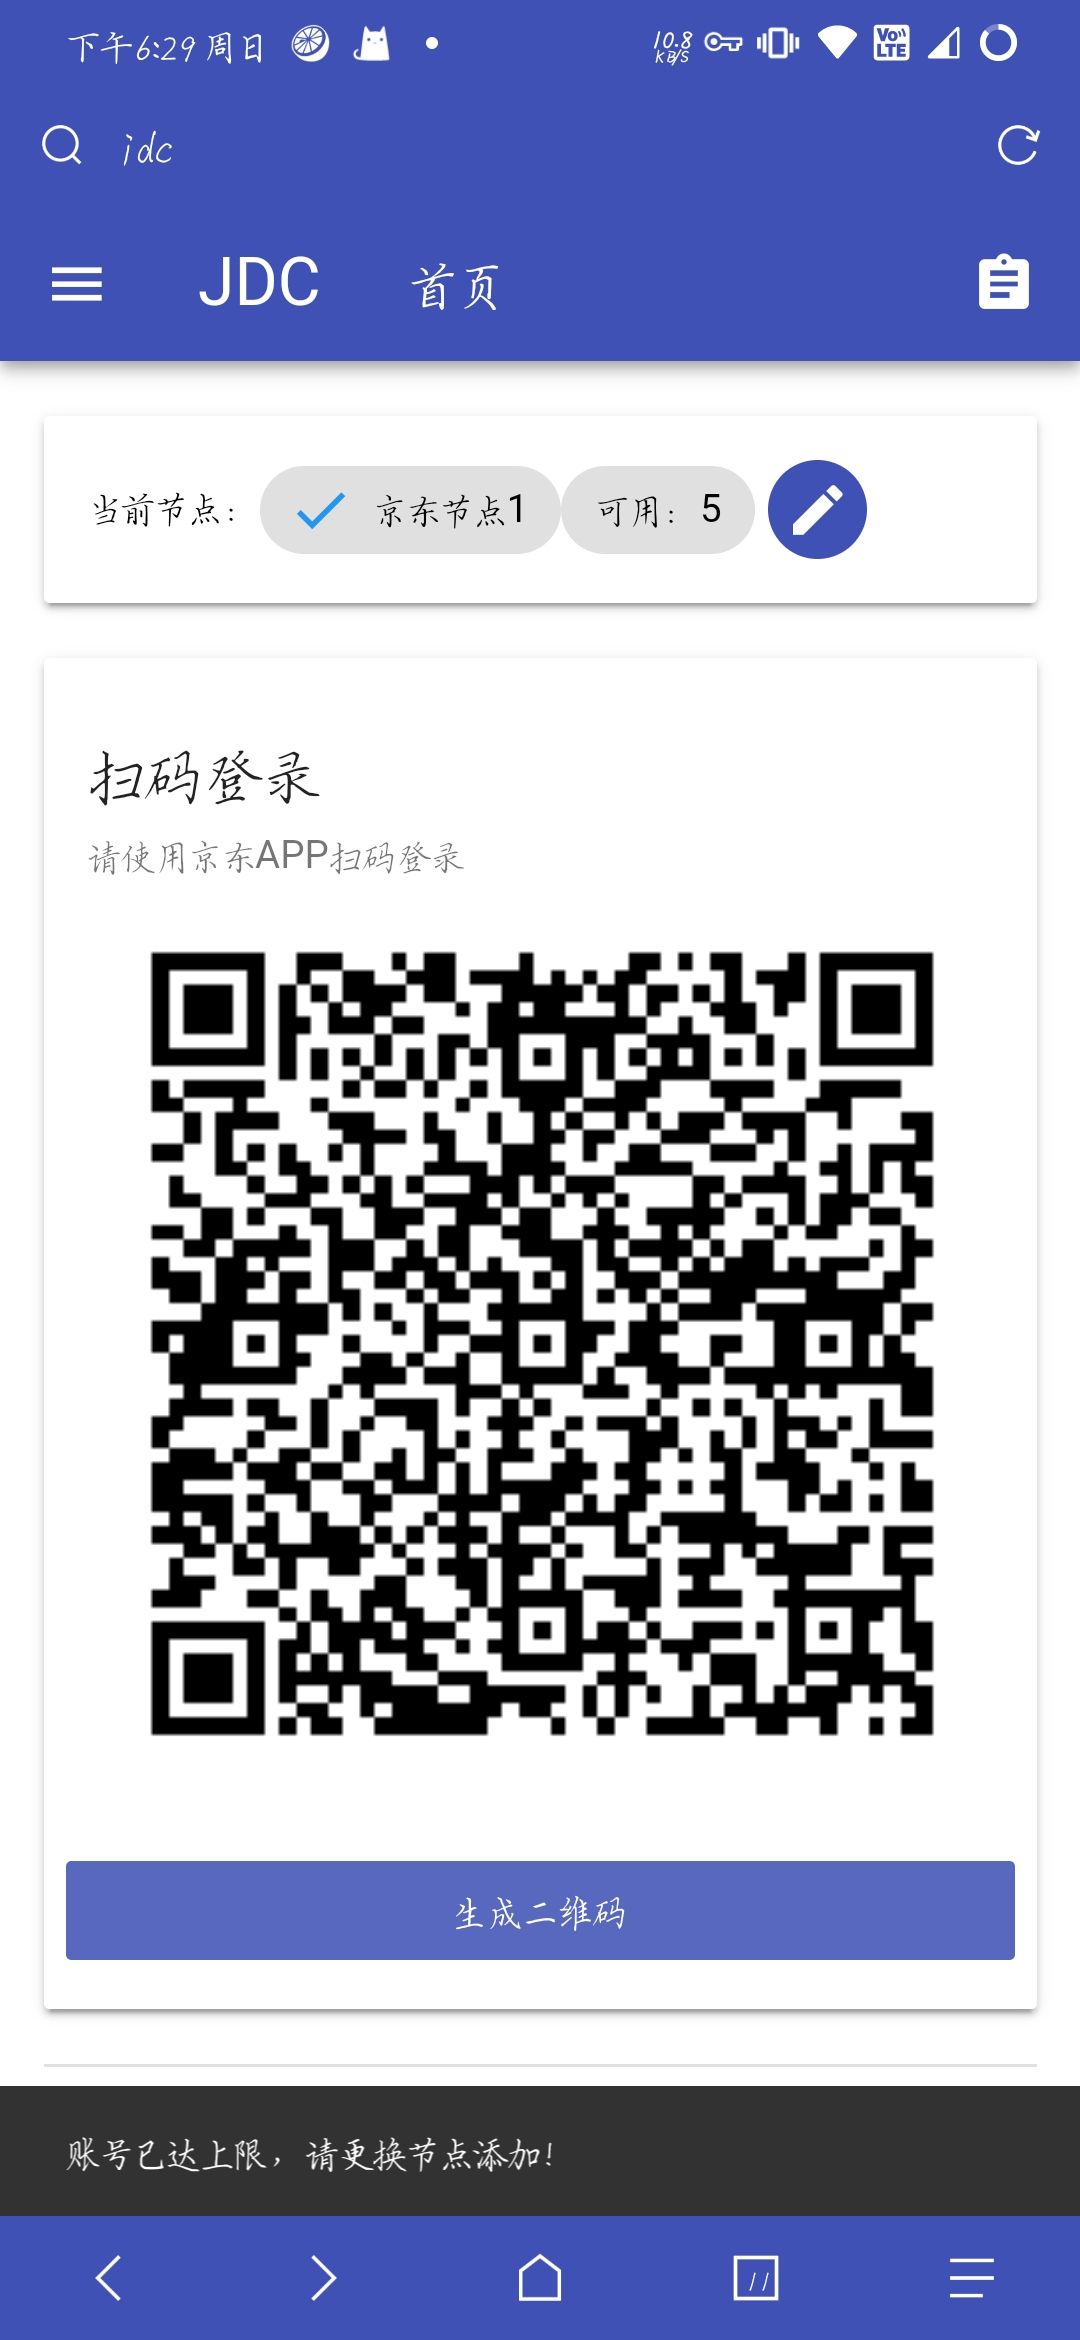 下午6:29 周日
10.8 KB/S
Vo)) LTE
idc
JDC 首页
当前节点： 京东节点1 可用： 5
扫码登录
请使用京东APP扫码登录
生成二维码
账号已达上限，请更换节点添加!